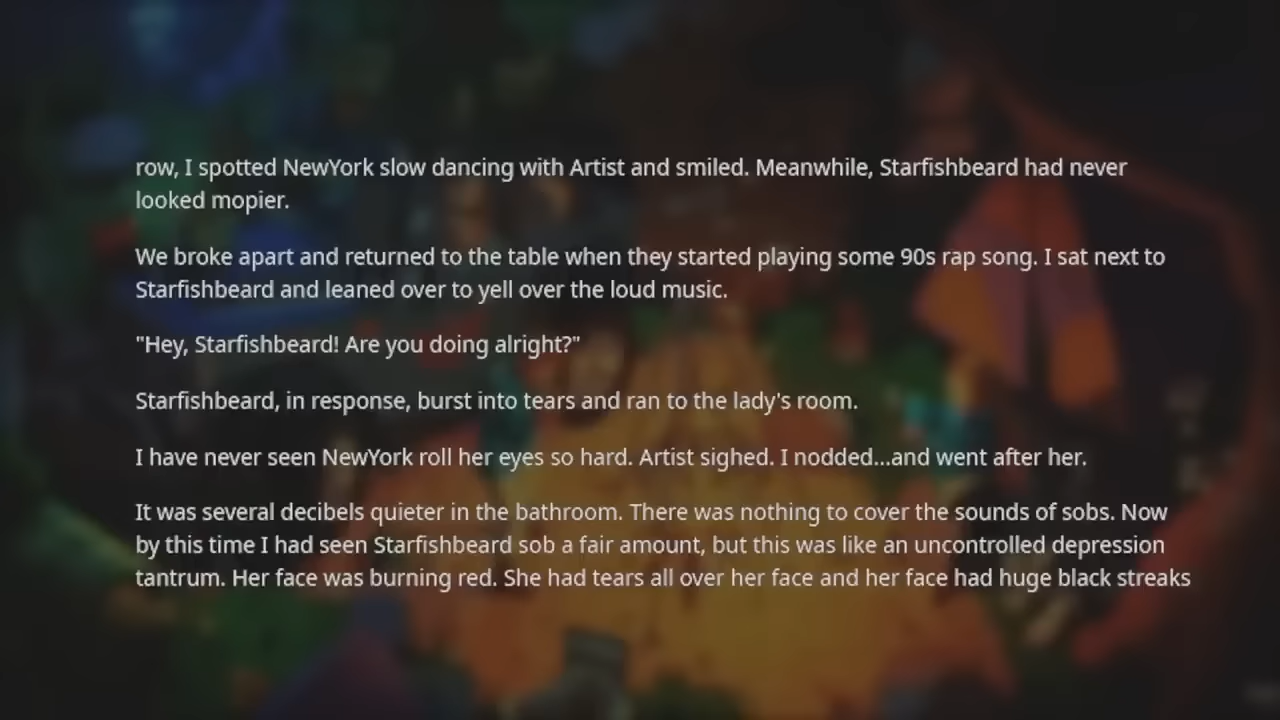 row, I spotted NewYork slow dancing with Artist and smiled. Meanwhile, Starfishbeard had never
looked mopier.
We broke apart and returned to the table when they started playing some 90s rap song. I sat next to
Starfishbeard and leaned over to yell over the loud music.
"Hey, Starfishbeard! Are you doing alright?"
Starfishbeard, in response, burst into tears and ran to the lady's room.
I have never seen NewYork roll her eyes so hard. Artist sighed. I nodded...and went after her.
It was several decibels quieter in the bathroom. There was nothing to cover the sounds of sobs. Now
by this time I had seen Starfishbeard sob a fair amount, but this was like an uncontrolled depression
tantrum. Her face was burning red. She had tears all over her face and her face had huge black streaks